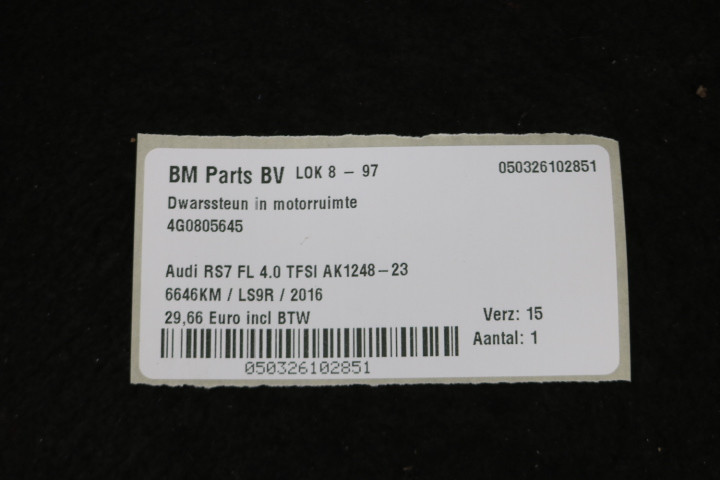 BM Parts BV LOK 8 - 97 050326102851
Dwarssteun in motorruimte
4G0805645
Audi RS7 FL 4.0 TFSI AK1248-23
6646KM / LS9R / 2016
29,66 Euro incl BTW Verz: 15
Aantal: 1
050326102851